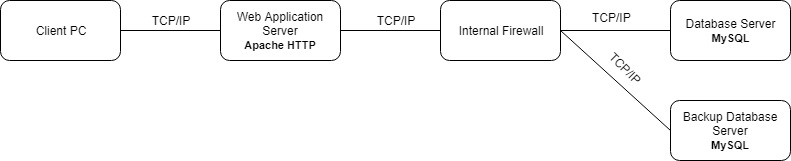 Client PC
TCP/IP
Web Application
Server
Apache HTTP
TCP/IP
Internal Firewall
TCP/IP
Database Server
MySQL
TCP/IP
Backup Database
Server
MySQL